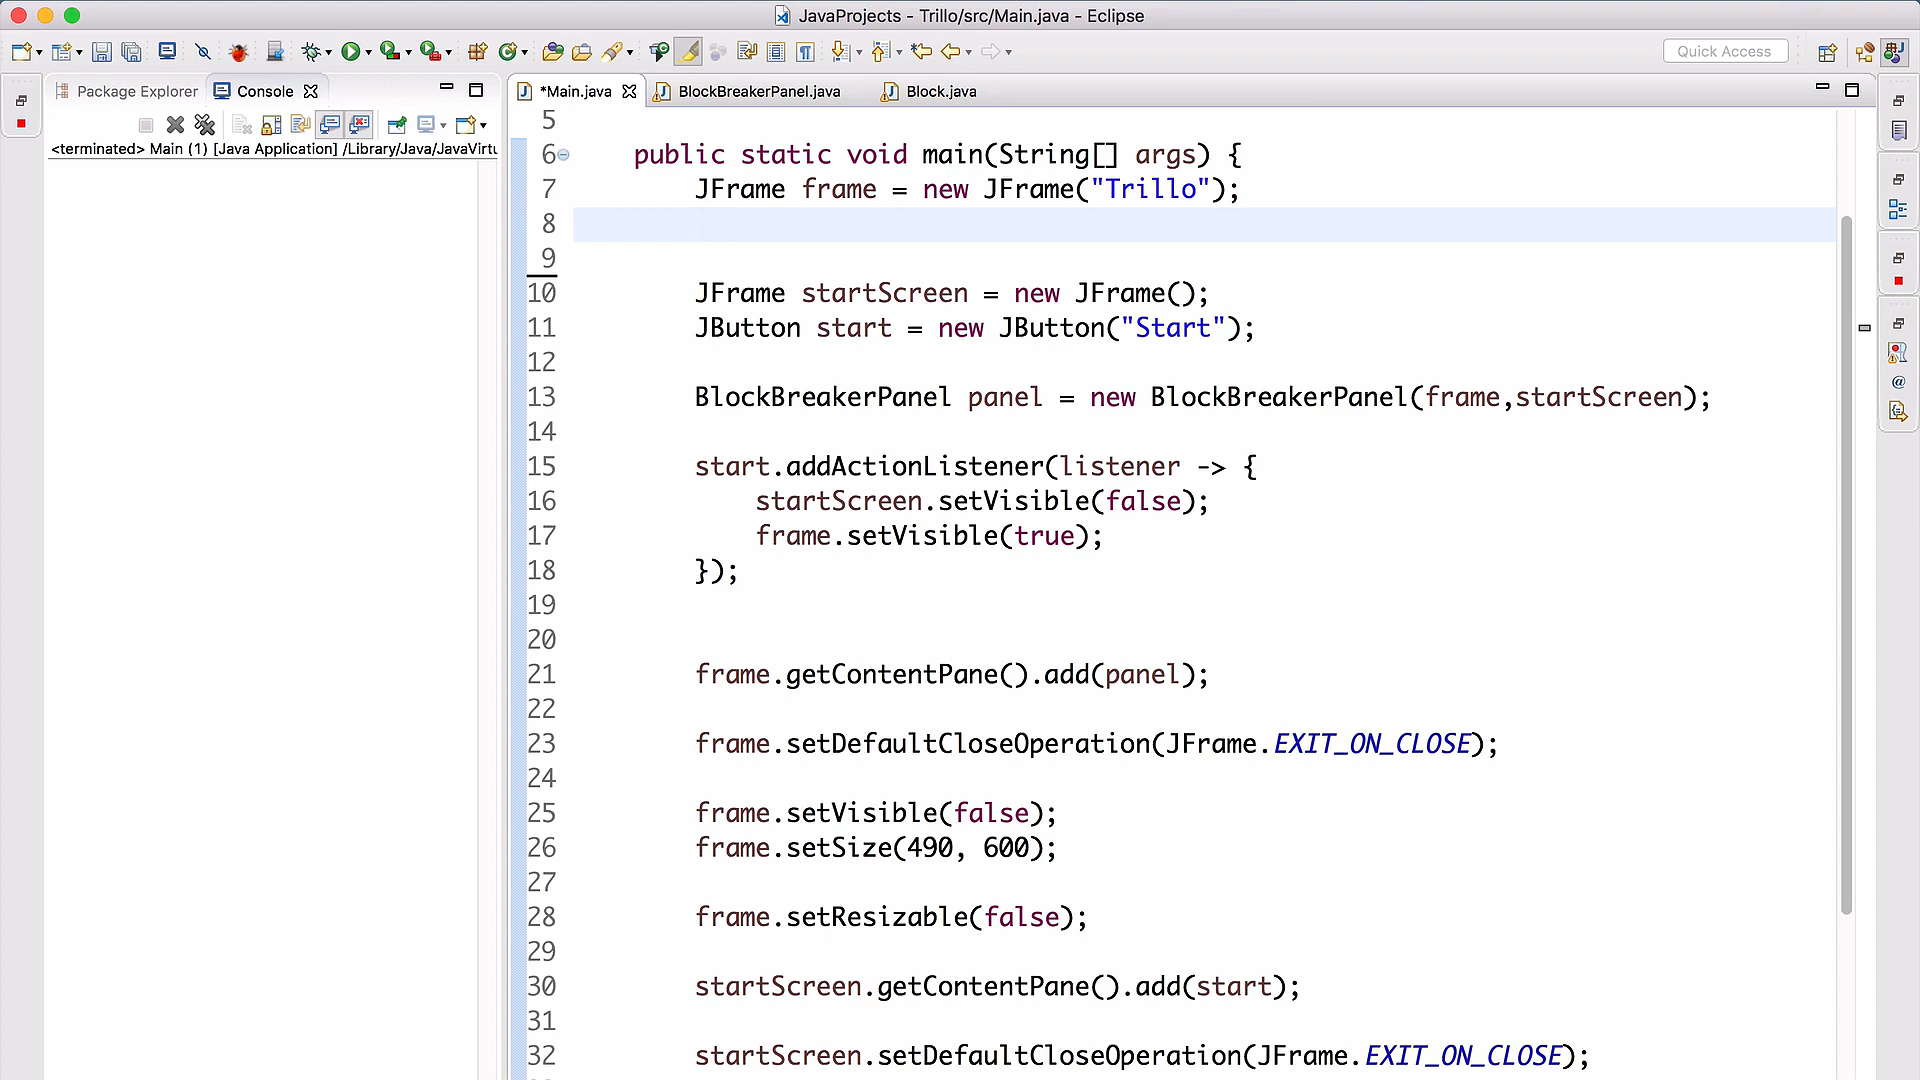 JavaProjects - Trillo/src/Main.java - Eclipse
Quick Access
Package Explorer
Console
*Main.java
BlockBreakerPanel.java
Block.java
<terminated> Main (1) [Java Application] /Library/Java/JavaVirtu
5
6 public static void main(String[] args) {
7 JFrame frame = new JFrame("Trillo");
8
9
10 JFrame startScreen = new JFrame();
11 JButton start = new JButton("Start");
12
13 BlockBreakerPanel panel = new BlockBreakerPanel(frame,startScreen);
14
15 start.addActionListener(listener -> {
16 startScreen.setVisible(false);
17 frame.setVisible(true);
18 });
19
20
21 frame.getContentPane().add(panel);
22
23 frame.setDefaultCloseOperation(JFrame.EXIT_ON_CLOSE);
24
25 frame.setVisible(false);
26 frame.setSize(490, 600);
27
28 frame.setResizable(false);
29
30 startScreen.getContentPane().add(start);
31
32 startScreen.setDefaultCloseOperation(JFrame.EXIT_ON_CLOSE);